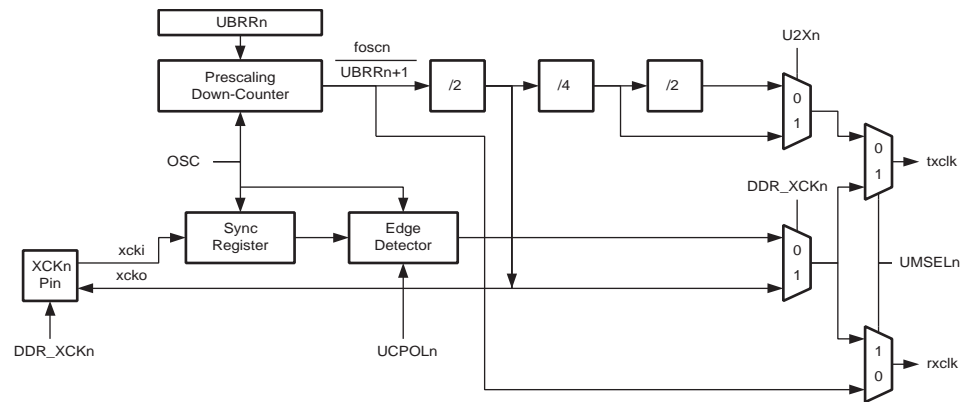 UBRRn
foscn
UBRRn+1
U2Xn
Prescaling
Down-Counter
/2
/4
/2
0
1
OSC
0
1
txclk
DDR_XCKn
Sync
Register
Edge
Detector
xcki
XCKn
Pin
xcko
0
1
UMSELn
DDR_XCKn
UCPOLn
1
0
rxclk